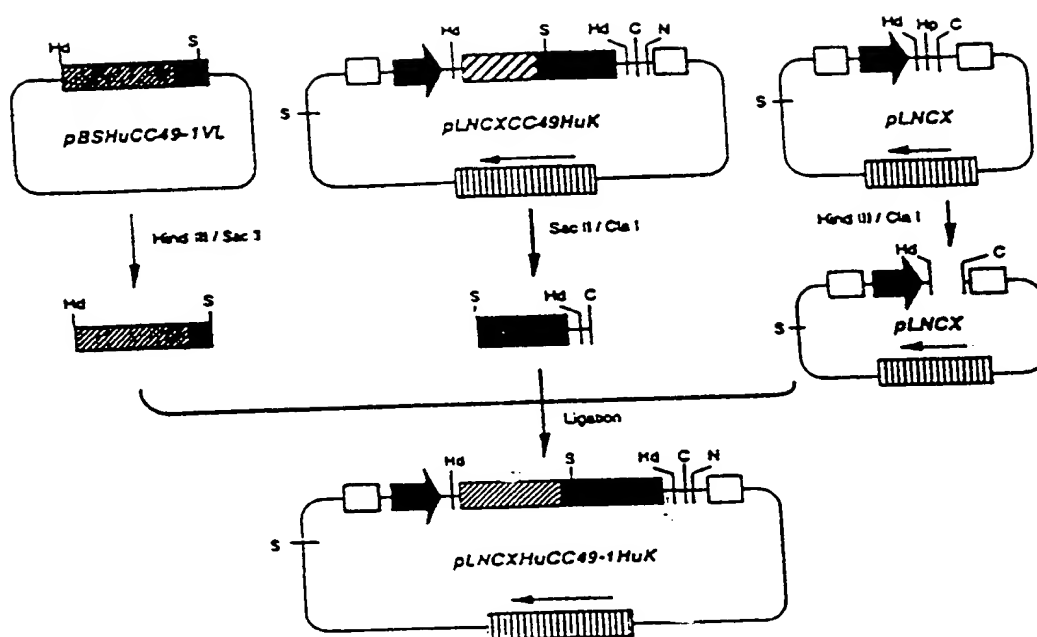 Hd S
pBSHuCC49-1VL
Hind III / Sac I
Hd S
Hd S Hd C N
S
pLNCXCC49HuK
Sac II / Cla I
S Hd C
Hd Hp C
S
pLNCX
Hind III / Cla I
Hd C
S
pLNCX
Ligation
Hd S Hd C N
S
pLNCXHuCC49-1HuK